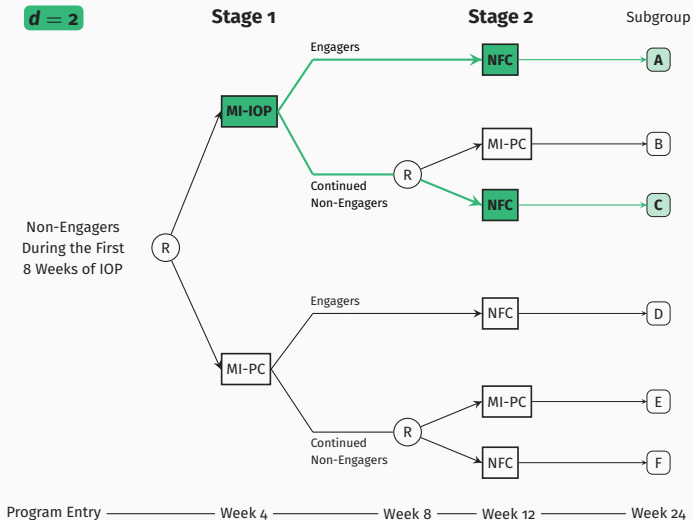 d = 2
Stage 1
Stage 2
Subgroup
Engagers
NFC
A
MI-IOP
MI-PC
B
R
Continued
Non-Engagers
NFC
C
Non-Engagers
During the First
8 Weeks of IOP
R
Engagers
NFC
D
MI-PC
MI-PC
E
R
Continued
Non-Engagers
NFC
F
Program Entry
Week 4
Week 8
Week 12
Week 24